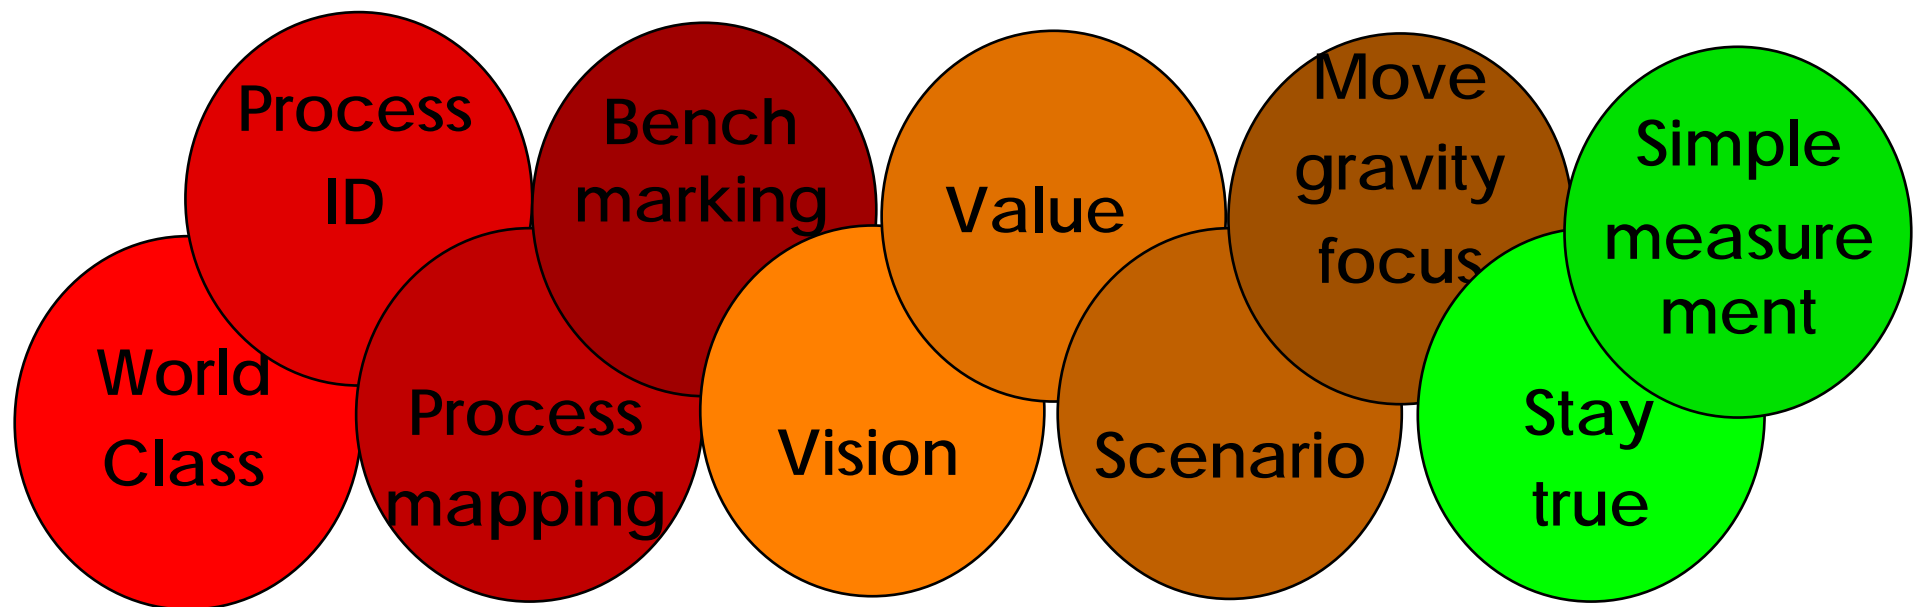 World
Class
Process
ID
Process
mapping
Bench
marking
Vision
Value
Scenario
Move
gravity
focus
Stay
true
Simple
measure
ment